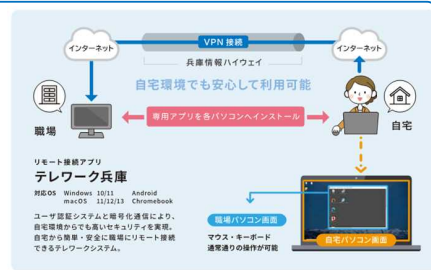 VPN 接続
インターネット
インターネット
兵庫情報ハイウェイ
自宅環境でも安心して利用可能
専用アプリを各パソコンへインストール
職場
自宅
リモート接続アプリ
テレワーク兵庫
対応OS Windows 10/11 Android
macOS 11/12/13 Chromebook
ユーザ認証システムと暗号化通信により、
自宅環境からでも高いセキュリティを実現。
自宅から簡単・安全に職場にリモート接続
できるテレワークシステム。
職場パソコン画面
マウス・キーボード
通常通りの操作が可能
自宅パソコン画面